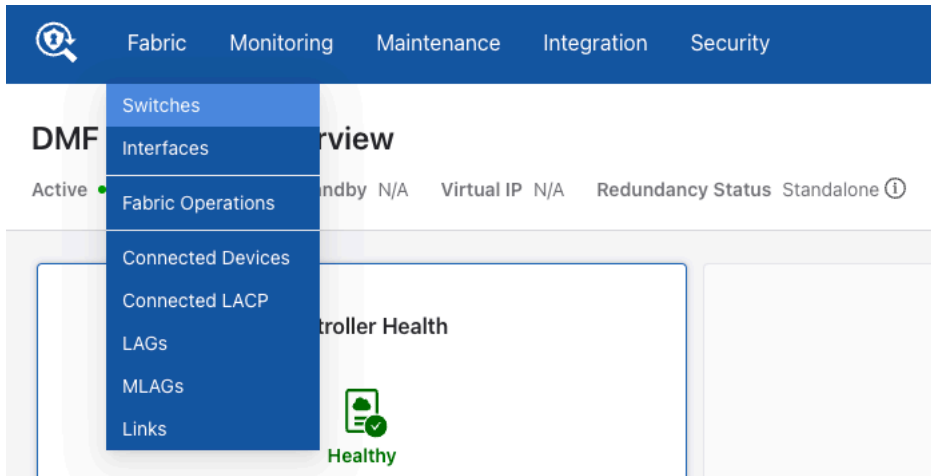 Fabric Monitoring Maintenance Integration Security
Switches
DMF rview
Interfaces
Active ndby N/A Virtual IP N/A Redundancy Status Standalone
Fabric Operations
Connected Devices
Connected LACP
troller Health
LAGs
MLAGs
Links
Healthy